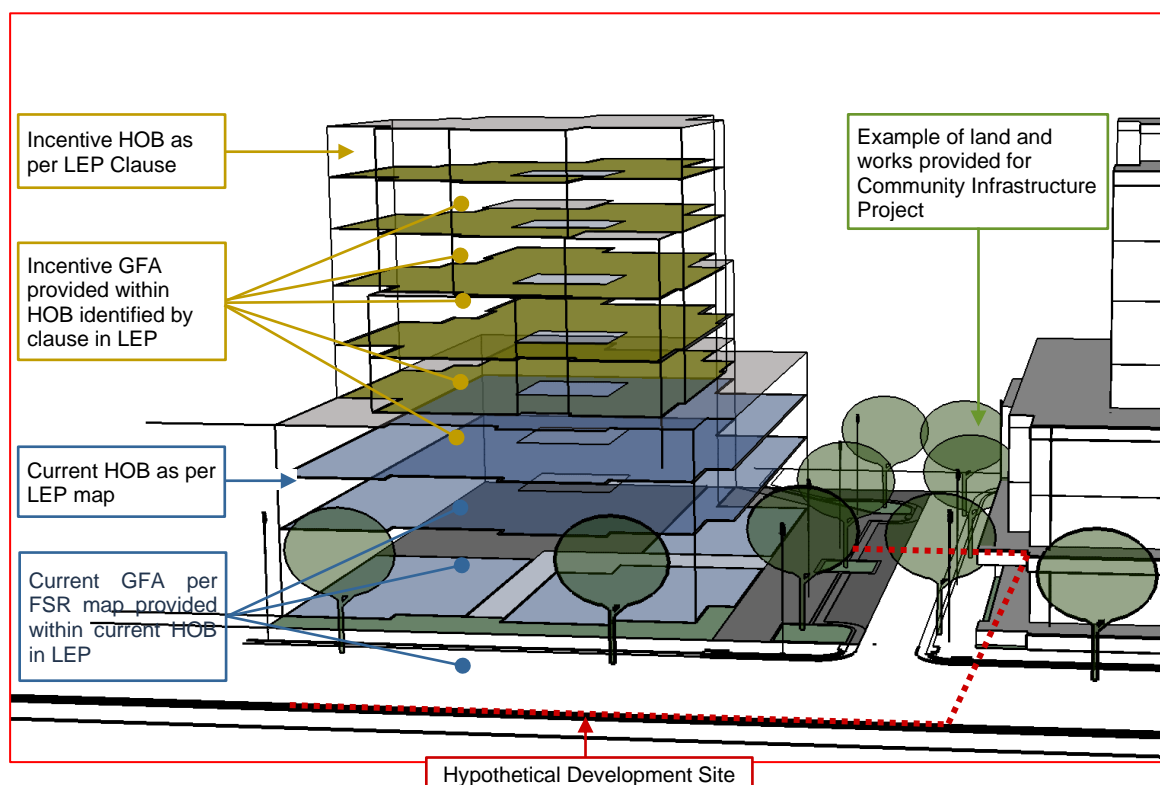 Incentive HOB as
per LEP Clause
Example of land and
works provided for
Community Infrastructure
Project
Incentive GFA
provided within
HOB identified by
clause in LEP
Current HOB as per
LEP map
Current GFA per
FSR map provided
within current HOB
in LEP
Hypothetical Development Site